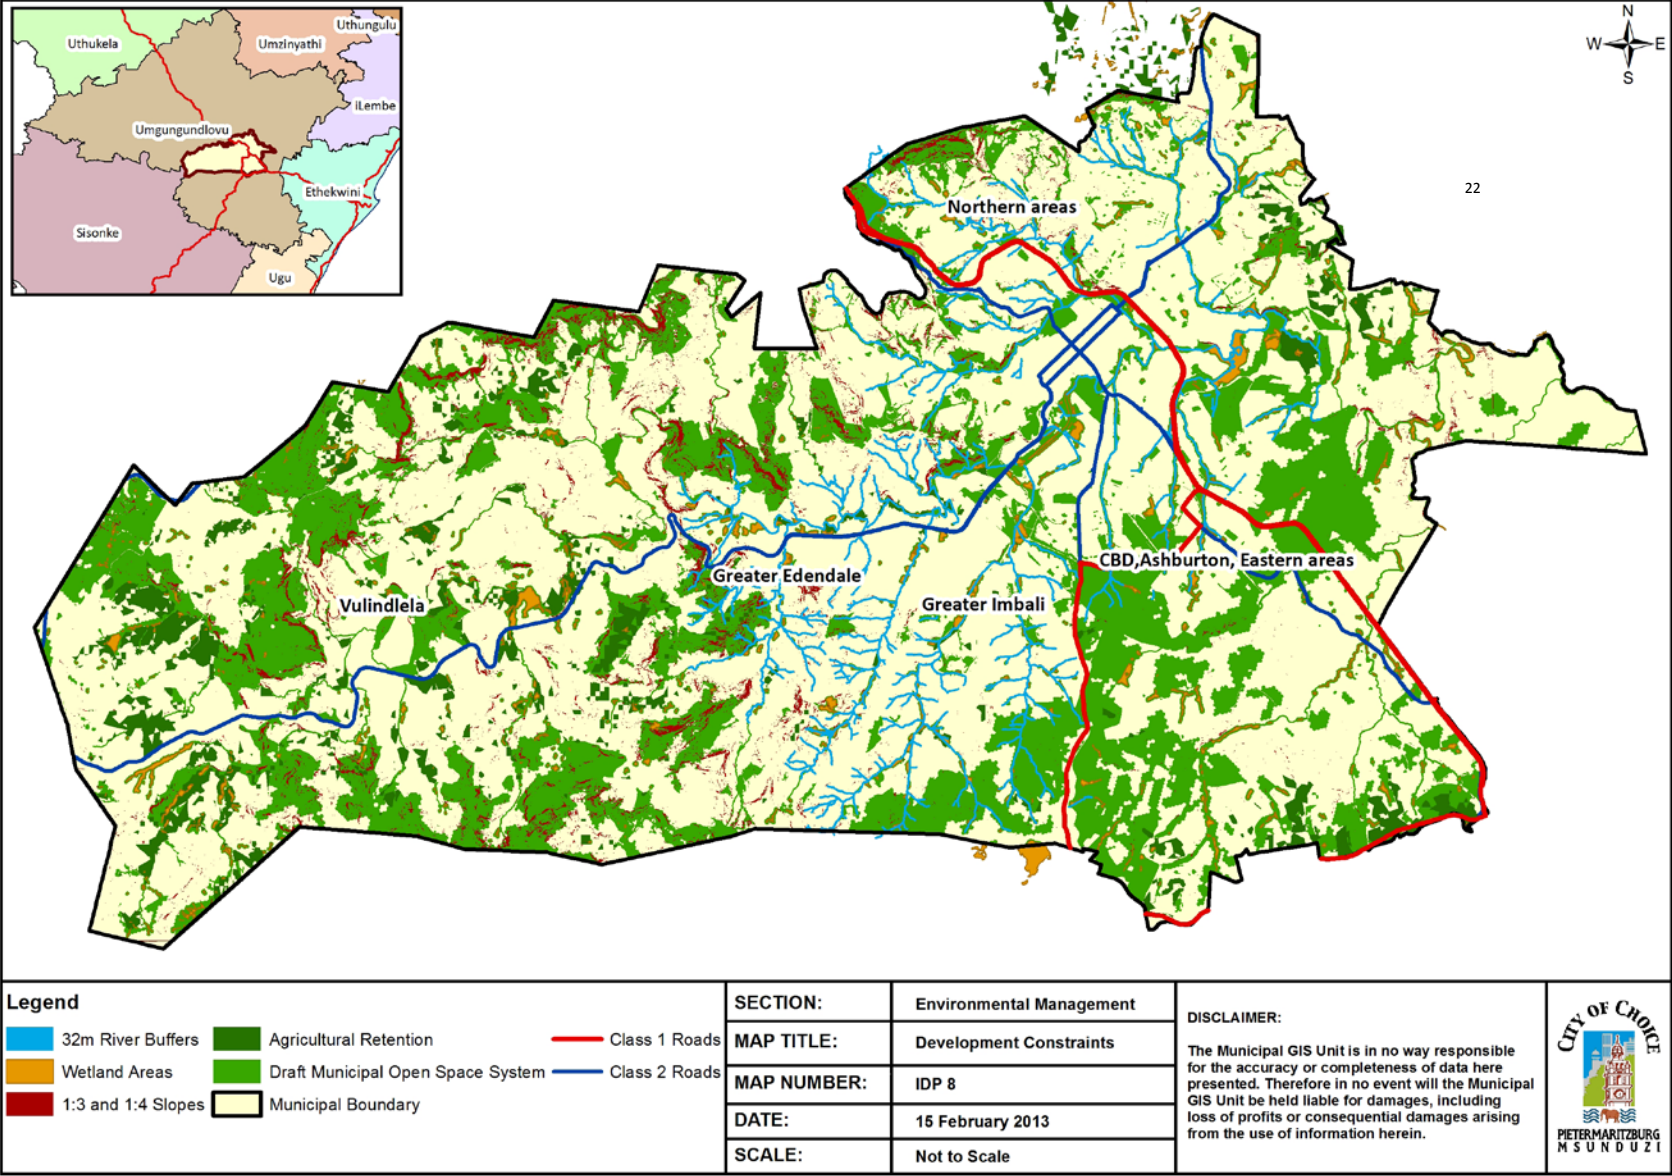 Uthungulu
Uthukela
Umzinyathi
iLembe
Umgungundlovu
Ethekwini
Sisonke
Ugu
N
W E
S
22
Northern areas
CBD,Ashburton, Eastern areas
Greater Edendale
Greater Imbali
Vulindlela
Legend
32m River Buffers
Wetland Areas
1:3 and 1:4 Slopes
Agricultural Retention
Draft Municipal Open Space System
Municipal Boundary
Class 1 Roads
Class 2 Roads
SECTION: Environmental Management
MAP TITLE: Development Constraints
MAP NUMBER: IDP 8
DATE: 15 February 2013
SCALE: Not to Scale
DISCLAIMER:
The Municipal GIS Unit is in no way responsible
for the accuracy or completeness of data here
presented. Therefore in no event will the Municipal
GIS Unit be held liable for damages, including
loss of profits or consequential damages arising
from the use of information herein.
CITY OF CHOICE
PIETERMARITZBURG
MSUNDUZI